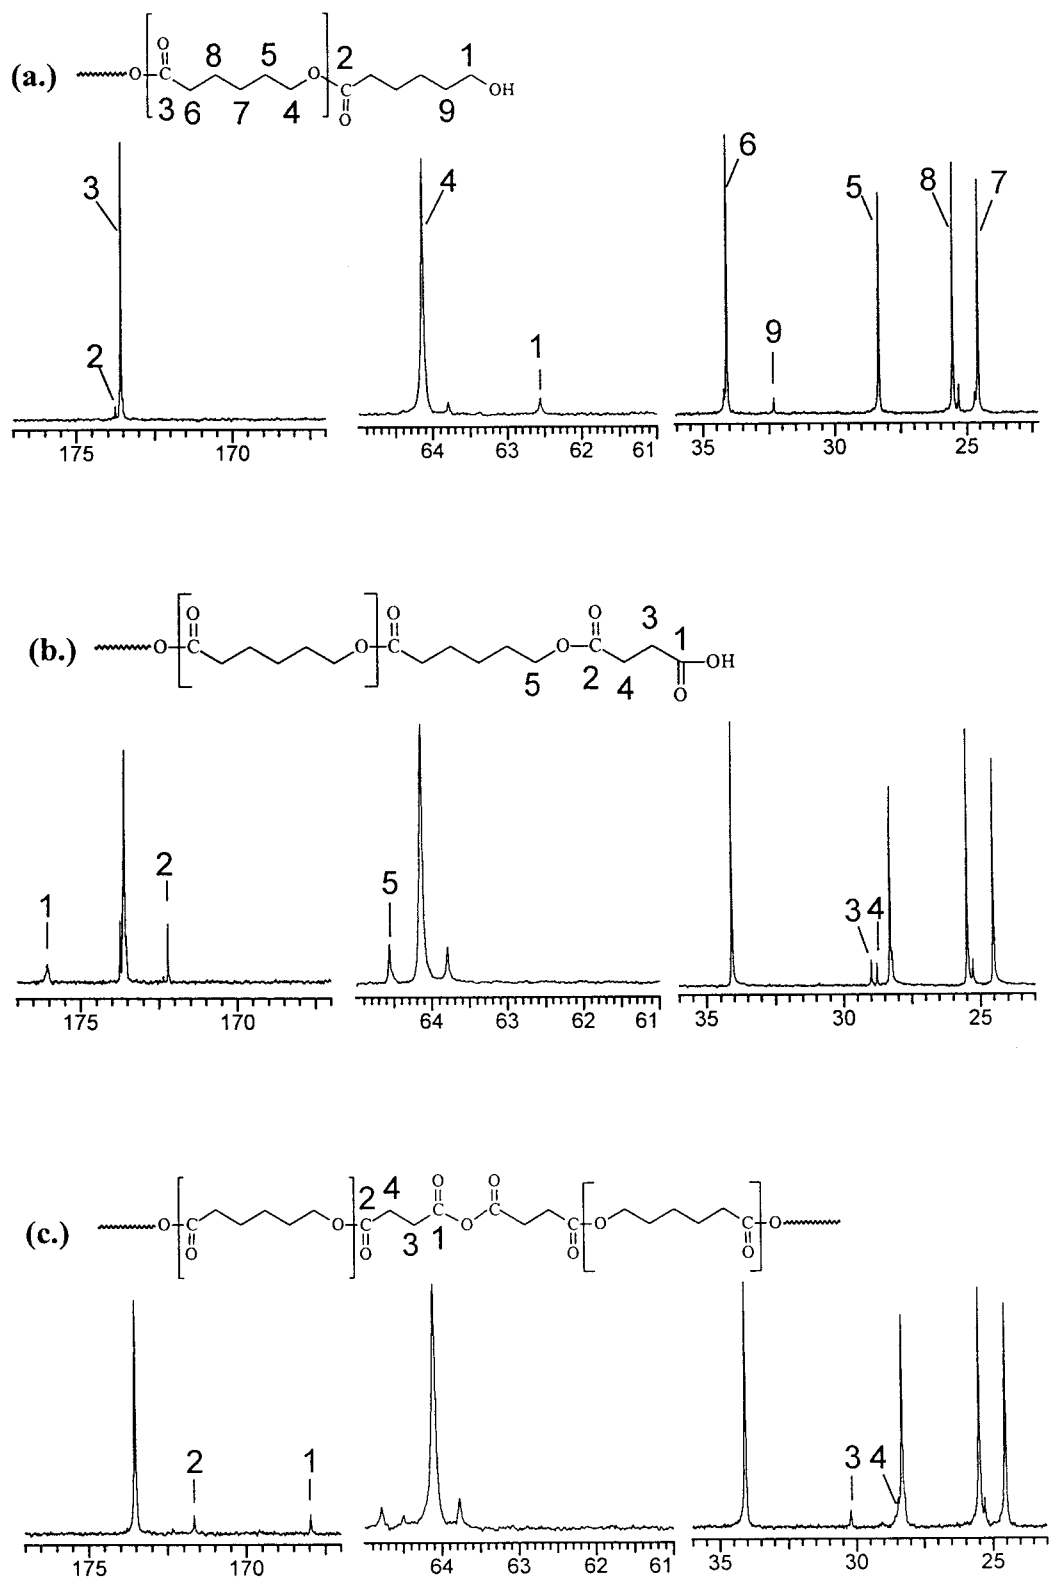 (a.)
O
8 5 2 1
O O OH
3 6 7 4 O 9
3
2
4
1
6
9
5
8
7
175 170
64 63 62 61
35 30 25
(b.)
O O O 3 1
O O O OH
5 2 4 O
1
2
5
3 4
175 170
64 63 62 61
35 30 25
(c.)
2 4 O O
O O O O O
O 3 1 O O
2
1
3 4
175 170
64 63 62 61
35 30 25